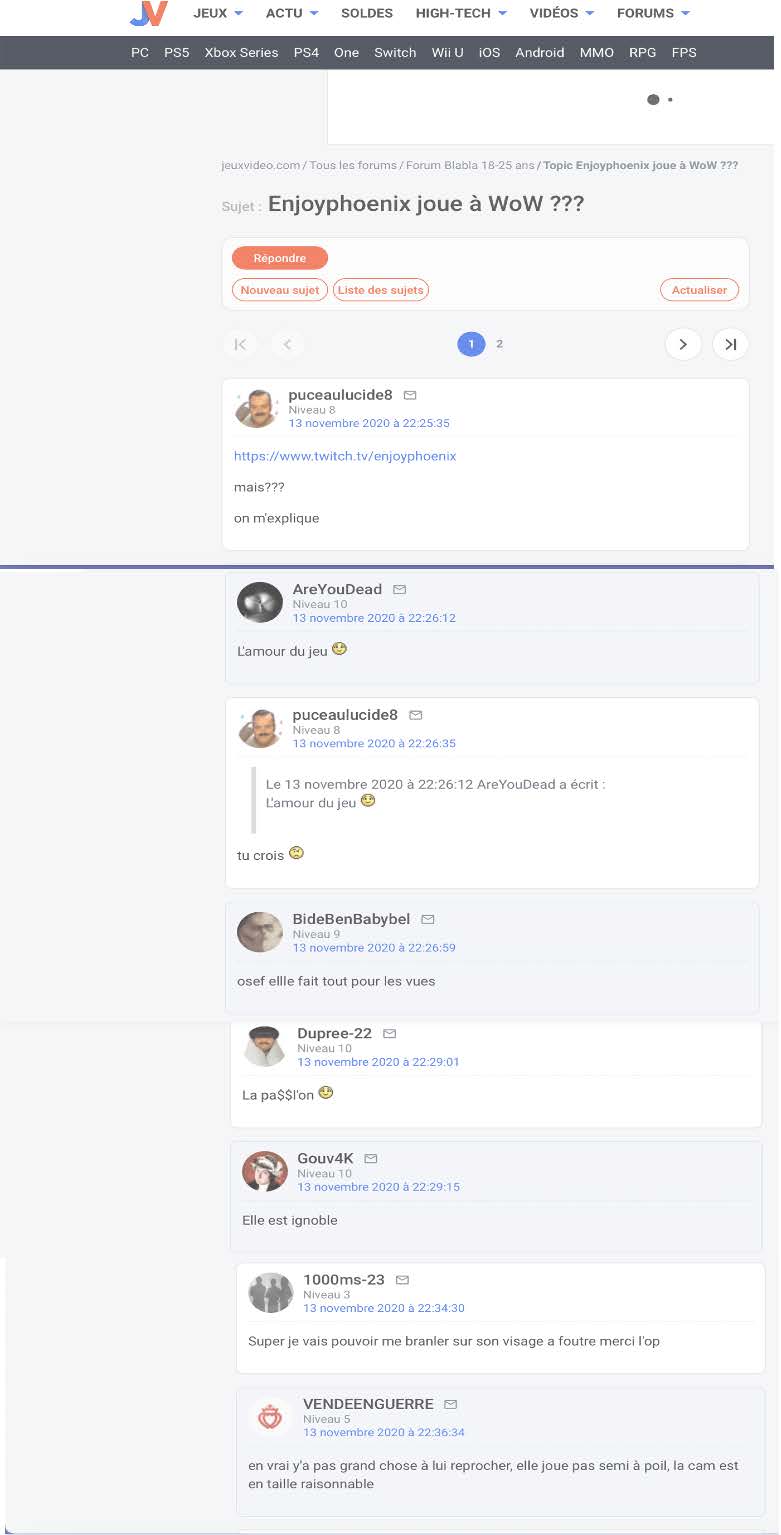 JV JEUX ACTU SOLDES HIGH-TECH VIDÉOS FORUMS
PC PS5 Xbox Series PS4 One Switch Wii U iOS Android MMO RPG FPS
jeuxvideo.com / Tous les forums / Forum Blabla 18-25 ans / Topic Enjoyphoenix joue à WoW ???
Sujet : Enjoyphoenix joue à WoW ???
Répondre
Nouveau sujet Liste des sujets Actualiser
1 2
puceaulucide8
Niveau 8
13 novembre 2020 à 22:25:35
https://www.twitch.tv/enjoyphoenix
mais???
on m'explique
AreYouDead
Niveau 10
13 novembre 2020 à 22:26:12
L'amour du jeu
puceaulucide8
Niveau 8
13 novembre 2020 à 22:26:35
Le 13 novembre 2020 à 22:26:12 AreYouDead a écrit :
L'amour du jeu
tu crois
BideBenBabybel
Niveau 9
13 novembre 2020 à 22:26:59
osef ellle fait tout pour les vues
Dupree-22
Niveau 10
13 novembre 2020 à 22:29:01
La pa$$I'on
Gouv4K
Niveau 10
13 novembre 2020 à 22:29:15
Elle est ignoble
1000ms-23
Niveau 3
13 novembre 2020 à 22:34:30
Super je vais pouvoir me branler sur son visage a foutre merci l'op
VENDEENGUERRE
Niveau 5
13 novembre 2020 à 22:36:34
en vrai y'a pas grand chose à lui reprocher, elle joue pas semi à poil, la cam est
en taille raisonnable